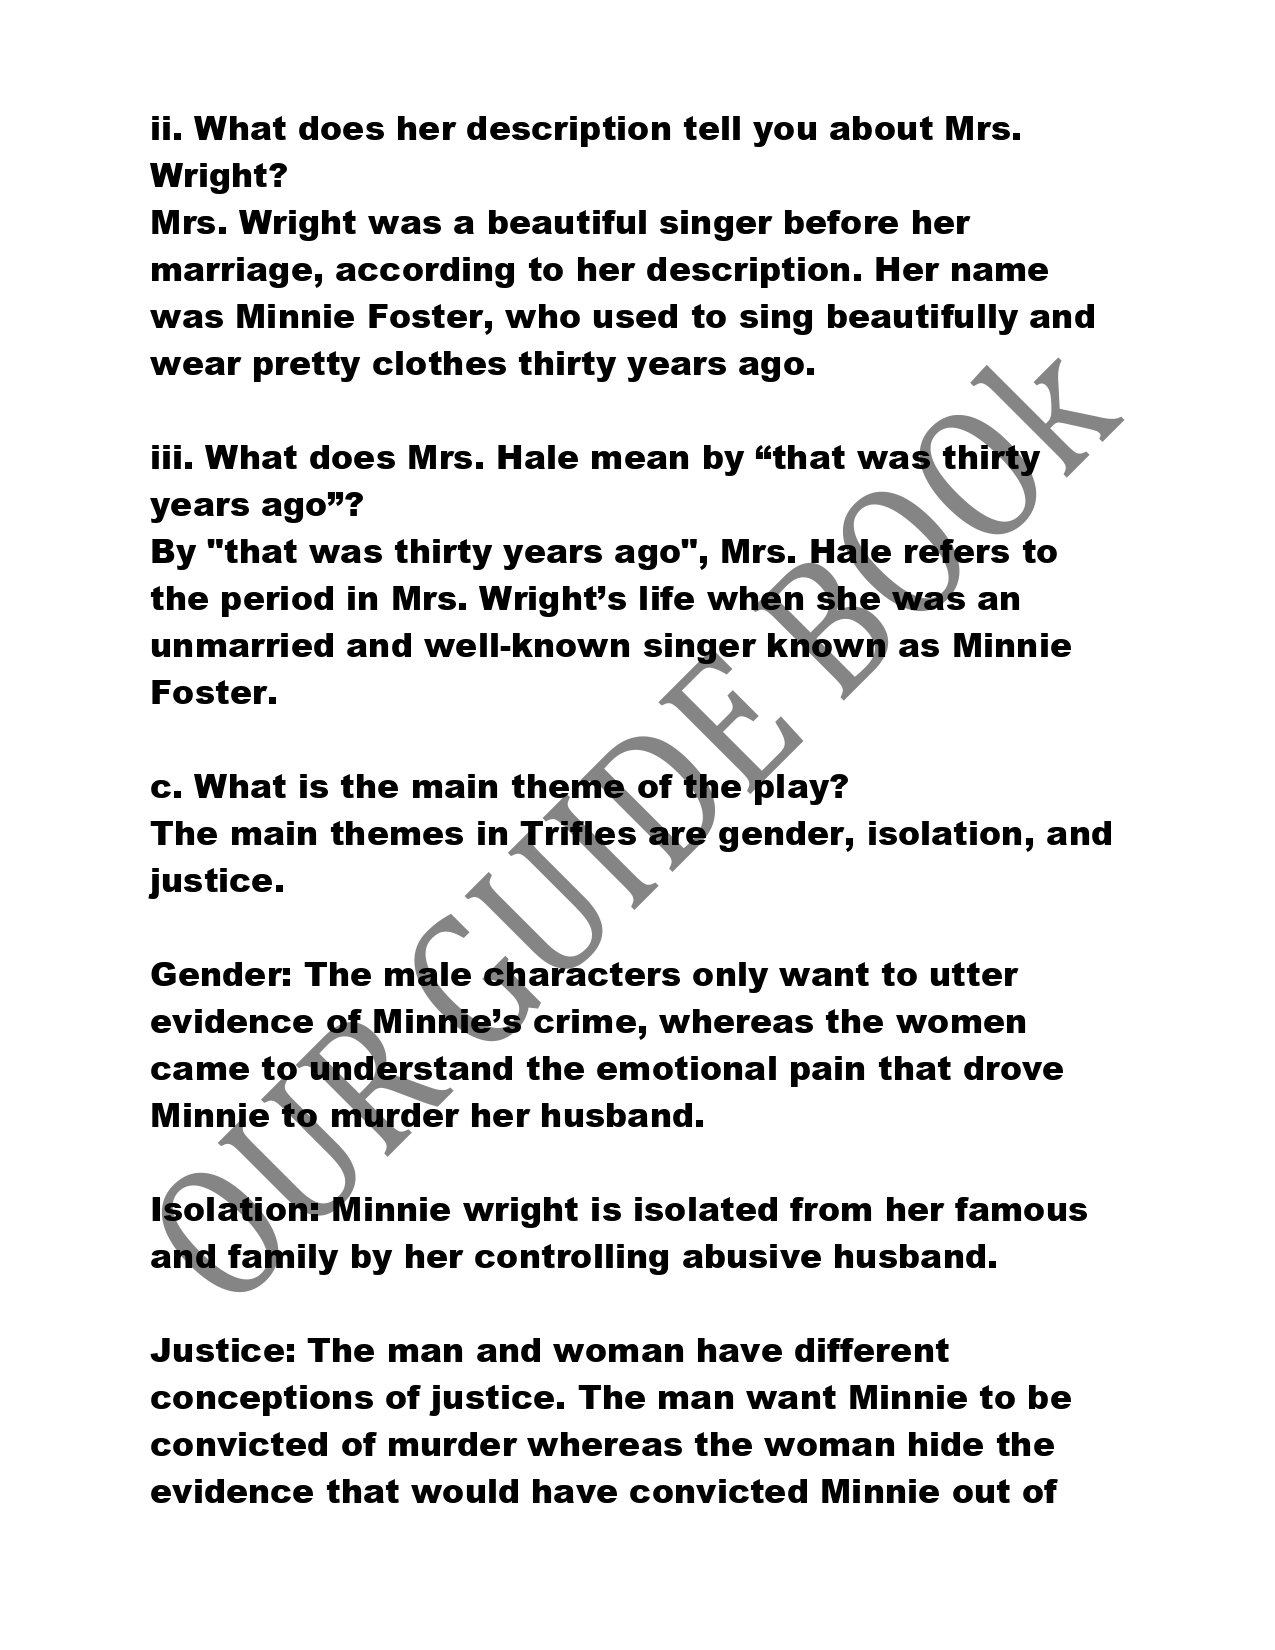 ii. What does her description tell you about Mrs.
Wright?
Mrs. Wright was a beautiful singer before her
marriage, according to her description. Her name
was Minnie Foster, who used to sing beautifully and
wear pretty clothes thirty years ago.
iii. What does Mrs. Hale mean by “that was thirty
years ago”?
By "that was thirty years ago", Mrs. Hale refers to
the period in Mrs. Wright’s life when she was an
unmarried and well-known singer known as Minnie
Foster.
c. What is the main theme of the play?
The main themes in Trifles are gender, isolation, and
justice.
Gender: The male characters only want to utter
evidence of Minnie’s crime, whereas the women
came to understand the emotional pain that drove
Minnie to murder her husband.
Isolation: Minnie wright is isolated from her famous
and family by her controlling abusive husband.
Justice: The man and woman have different
conceptions of justice. The man want Minnie to be
convicted of murder whereas the woman hide the
evidence that would have convicted Minnie out of
OUR GUIDE BOOk